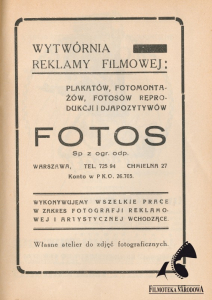 WYTWÓRNIA
REKLAMY FILMOWEJ:
PLAKATÓW, FOTOMONTA-
ŻÓW, FOTOSÓW REPRO-
DUKCJI I DJAPOZYTYWÓW
FOTOS
Sp. z ogr. odp.
WARSZAWA, TEL. 725 94 CHMIELNA 27
Konto w P.K.O. 26.703.
WYKONYWUJEMY WSZELKIE PRACE
W ZAKRES FOTOGRAFJI REKLAMO-
WEJ I ARTYSTYCZNEJ WCHODZĄCE.
Własne atelier do zdjęć fotograficznych.
FILMOTEKA NARODOWA